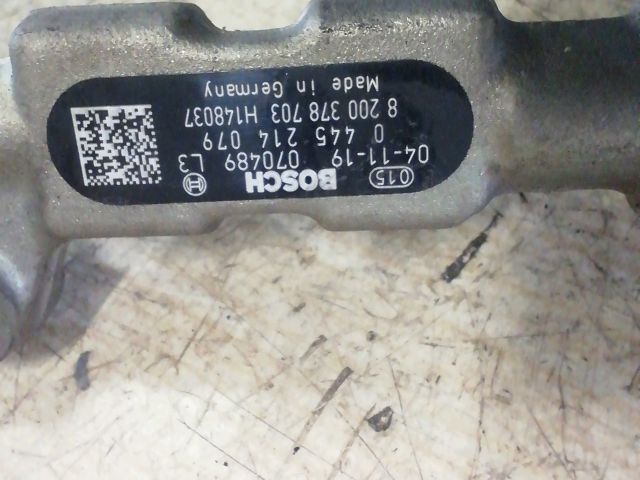 015 BOSCH
04-11-19 070489 L3
0 445 214 079
8 200 378 703 H148037
Made in Germany